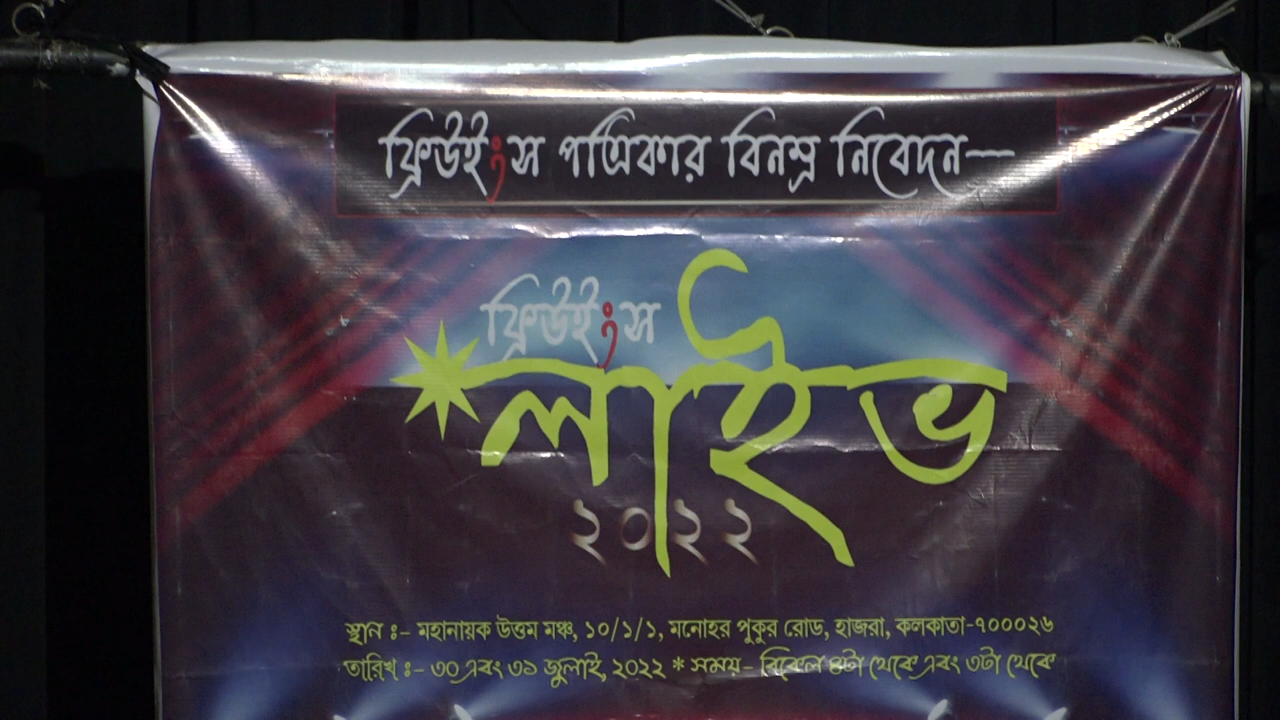 ফ্রিউই;স পত্রিকার বিনম্র নিবেদন—
ফ্রিউই;স
লাইভ
২০২২
স্থান ঃ- মহানায়ক উত্তম মঞ্চ, ১০/১/১, মনোহর পুকুর রোড, হাজরা, কলকাতা-৭০০০২৬
তারিখ ঃ- ৩০ এবং ৩১ জুলাই, ২০২২ * সময়- বিকেল ৪টা থেকে এবং ৩টা থেকে